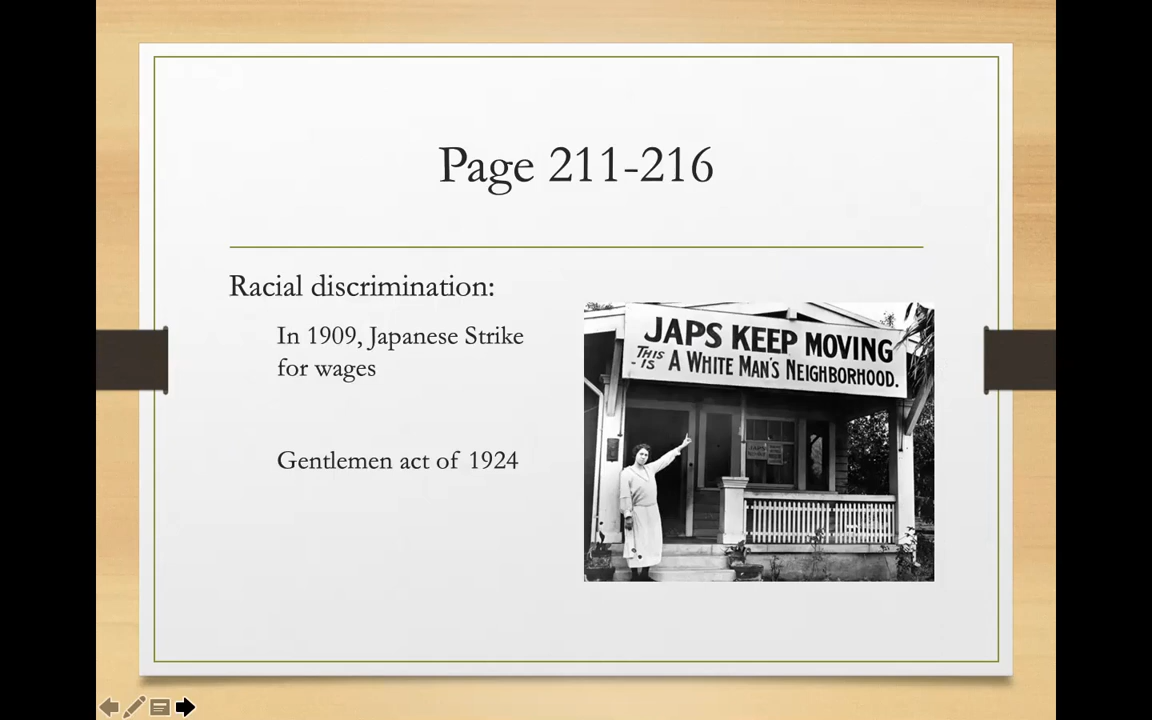 Page 211-216
Racial discrimination:
In 1909, Japanese Strike
for wages
Gentlemen act of 1924
JAPS KEEP MOVING
THIS IS A WHITE MAN'S NEIGHBORHOOD.